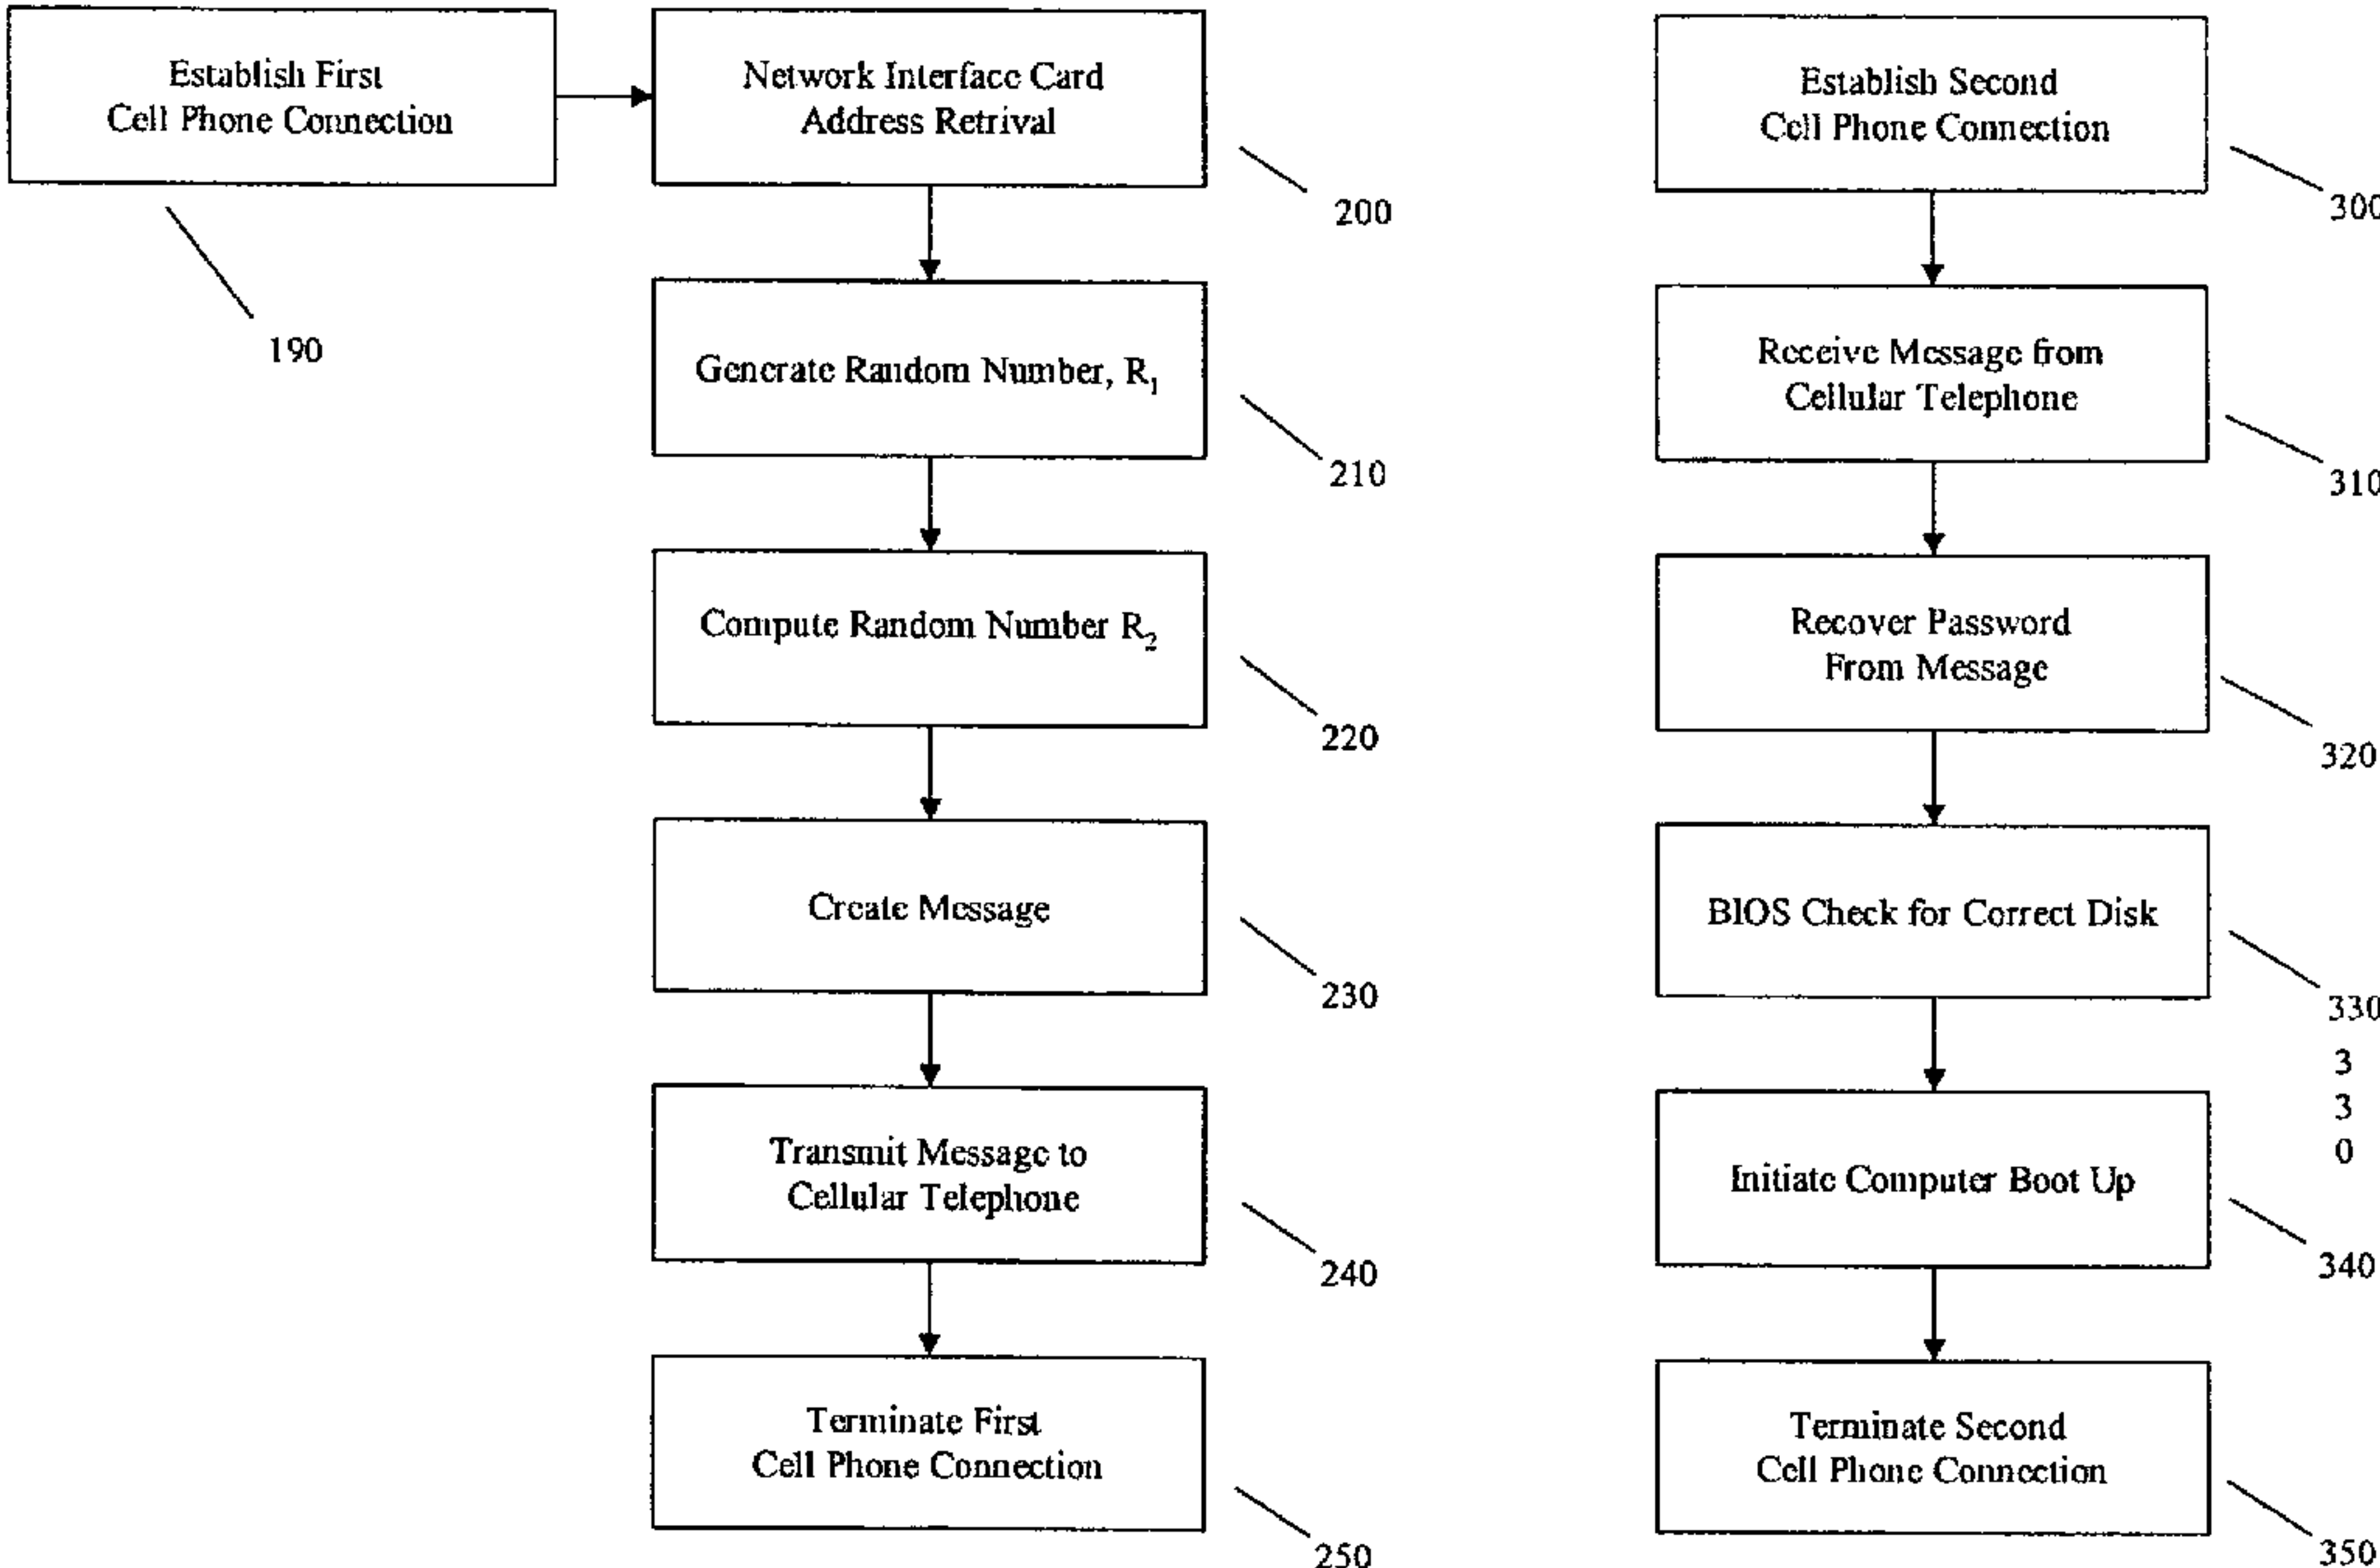 Establish First
Cell Phone Connection
190
Network Interface Card
Address Retrival
200
Generate Random Number, R₁
210
Compute Random Number R₂
220
Create Message
230
Transmit Message to
Cellular Telephone
240
Terminate First
Cell Phone Connection
250
Establish Second
Cell Phone Connection
300
Receive Message from
Cellular Telephone
310
Recover Password
From Message
320
BIOS Check for Correct Disk
330
3
3
0
Initiate Computer Boot Up
340
Terminate Second
Cell Phone Connection
350